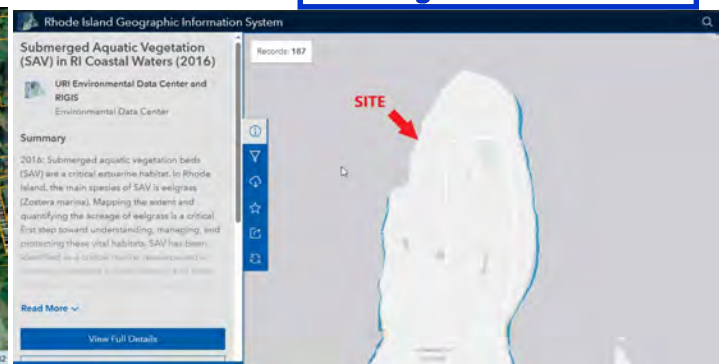 Rhode Island Geographic Information System
Submerged Aquatic Vegetation
(SAV) in RI Coastal Waters (2016)
URI Environmental Data Center and
RIGIS
Environmental Data Center
Summary
2016: Submerged aquatic vegetation beds
(SAV) are a critical estuarine habitat. In Rhode
Island, the main species of SAV is eelgrass
(Zostera marina). Mapping the extent and
quantifying the acreage of eelgrass is a critical
first step toward understanding, managing, and
protecting these vital habitats. SAV has been
identified as a critical marine
Read More
View Full Details
Records: 187
SITE